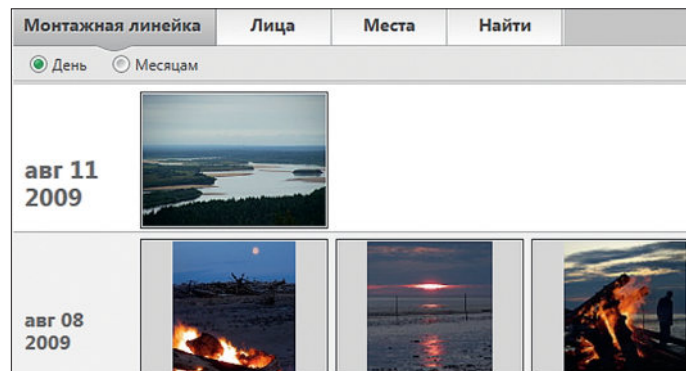 Монтажная линейка Лица Места Найти
День Месяцам
авг 11
2009
авг 08
2009